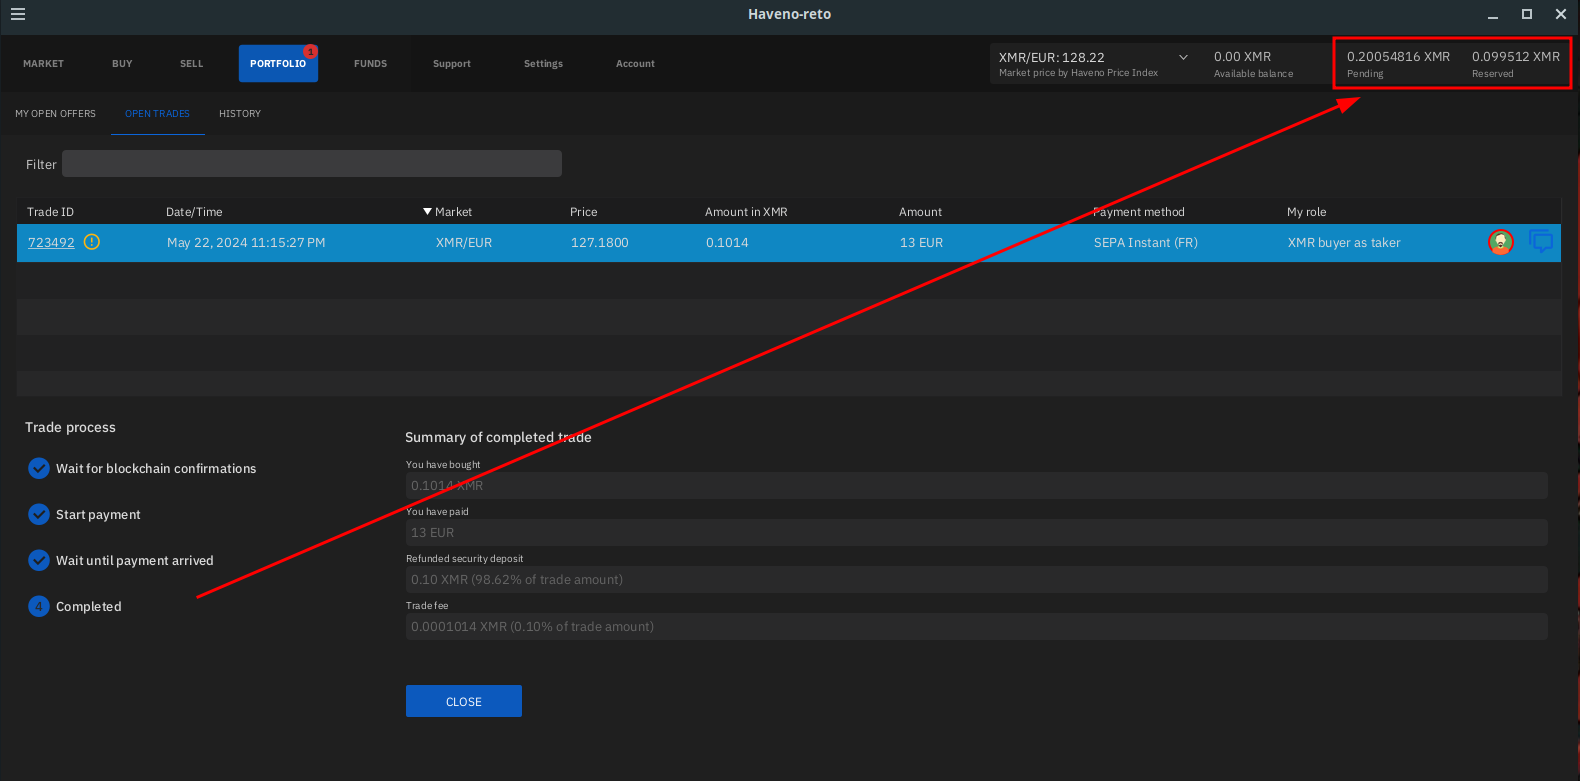 Haveno-reto
MARKET BUY SELL PORTFOLIO 1 FUNDS Support Settings Account
XMR/EUR: 128.22 0.00 XMR 0.20054816 XMR 0.099512 XMR
Market price by Haveno Price Index Available balance Pending Reserved
MY OPEN OFFERS OPEN TRADES HISTORY
Filter
Trade ID Date/Time Market Price Amount in XMR Amount Payment method My role
723492 May 22, 2024 11:15:27 PM XMR/EUR 127.1800 0.1014 13 EUR SEPA Instant (FR) XMR buyer as taker
Trade process
Wait for blockchain confirmations
Start payment
Wait until payment arrived
4 Completed
Summary of completed trade
You have bought
0.1014 XMR
You have paid
13 EUR
Refunded security deposit
0.10 XMR (98.62% of trade amount)
Trade fee
0.0001014 XMR (0.10% of trade amount)
CLOSE